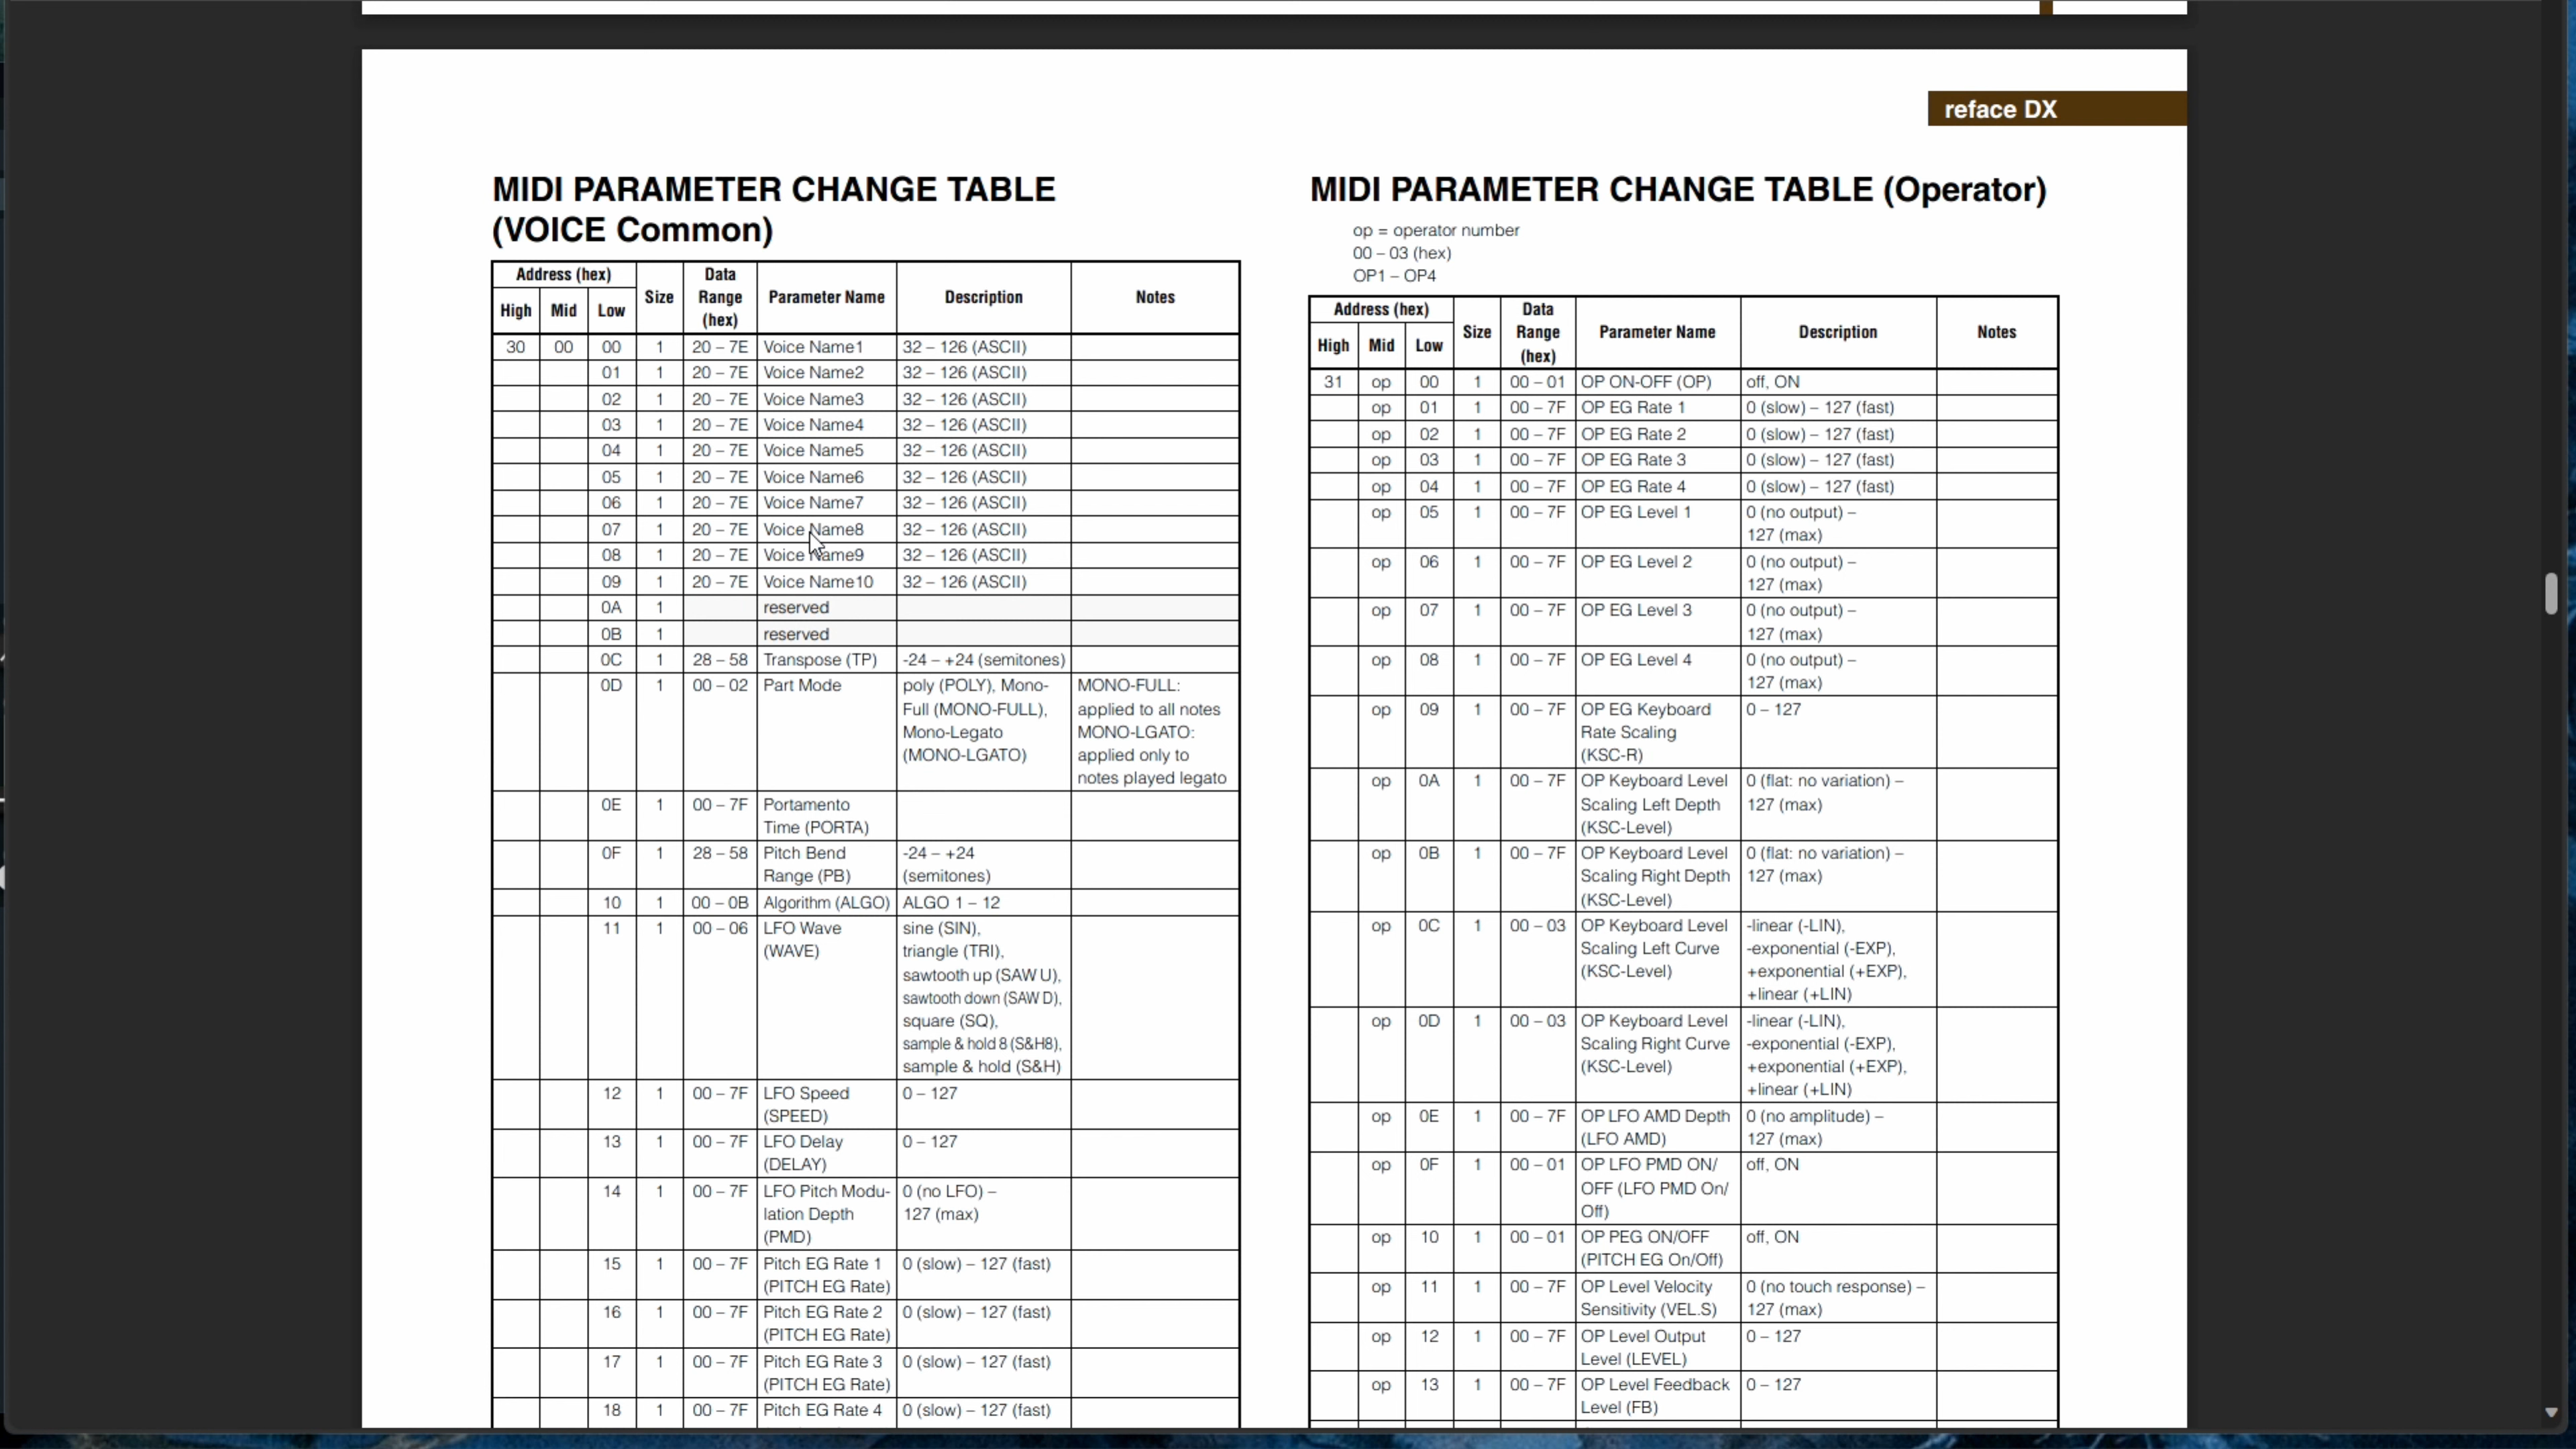 reface DX
MIDI PARAMETER CHANGE TABLE
(VOICE Common)
Address (hex) Size Data Range (hex) Parameter Name Description Notes
High Mid Low
30 00 00 1 20 – 7E Voice Name1 32 – 126 (ASCII)
01 1 20 – 7E Voice Name2 32 – 126 (ASCII)
02 1 20 – 7E Voice Name3 32 – 126 (ASCII)
03 1 20 – 7E Voice Name4 32 – 126 (ASCII)
04 1 20 – 7E Voice Name5 32 – 126 (ASCII)
05 1 20 – 7E Voice Name6 32 – 126 (ASCII)
06 1 20 – 7E Voice Name7 32 – 126 (ASCII)
07 1 20 – 7E Voice Name8 32 – 126 (ASCII)
08 1 20 – 7E Voice Name9 32 – 126 (ASCII)
09 1 20 – 7E Voice Name10 32 – 126 (ASCII)
0A 1 reserved
0B 1 reserved
0C 1 28 – 58 Transpose (TP) -24 – +24 (semitones)
0D 1 00 – 02 Part Mode poly (POLY), Mono- MONO-FULL:
Full (MONO-FULL), applied to all notes
Mono-Legato MONO-LGATO:
(MONO-LGATO) applied only to
notes played legato
0E 1 00 – 7F Portamento
Time (PORTA)
0F 1 28 – 58 Pitch Bend -24 – +24
Range (PB) (semitones)
10 1 00 – 0B Algorithm (ALGO) ALGO 1 – 12
11 1 00 – 06 LFO Wave sine (SIN),
(WAVE) triangle (TRI),
sawtooth up (SAW U),
sawtooth down (SAW D),
square (SQ),
sample & hold 8 (S&H8),
sample & hold (S&H)
12 1 00 – 7F LFO Speed 0 – 127
(SPEED)
13 1 00 – 7F LFO Delay 0 – 127
(DELAY)
14 1 00 – 7F LFO Pitch Modu- 0 (no LFO) –
lation Depth 127 (max)
(PMD)
15 1 00 – 7F Pitch EG Rate 1 0 (slow) – 127 (fast)
(PITCH EG Rate)
16 1 00 – 7F Pitch EG Rate 2 0 (slow) – 127 (fast)
(PITCH EG Rate)
17 1 00 – 7F Pitch EG Rate 3 0 (slow) – 127 (fast)
(PITCH EG Rate)
18 1 00 – 7F Pitch EG Rate 4 0 (slow) – 127 (fast)
MIDI PARAMETER CHANGE TABLE (Operator)
op = operator number
00 – 03 (hex)
OP1 – OP4
Address (hex) Size Data Range (hex) Parameter Name Description Notes
High Mid Low
31 op 00 1 00 – 01 OP ON-OFF (OP) off, ON
op 01 1 00 – 7F OP EG Rate 1 0 (slow) – 127 (fast)
op 02 1 00 – 7F OP EG Rate 2 0 (slow) – 127 (fast)
op 03 1 00 – 7F OP EG Rate 3 0 (slow) – 127 (fast)
op 04 1 00 – 7F OP EG Rate 4 0 (slow) – 127 (fast)
op 05 1 00 – 7F OP EG Level 1 0 (no output) –
127 (max)
op 06 1 00 – 7F OP EG Level 2 0 (no output) –
127 (max)
op 07 1 00 – 7F OP EG Level 3 0 (no output) –
127 (max)
op 08 1 00 – 7F OP EG Level 4 0 (no output) –
127 (max)
op 09 1 00 – 7F OP EG Keyboard 0 – 127
Rate Scaling
(KSC-R)
op 0A 1 00 – 7F OP Keyboard Level 0 (flat: no variation) –
Scaling Left Depth 127 (max)
(KSC-Level)
op 0B 1 00 – 7F OP Keyboard Level 0 (flat: no variation) –
Scaling Right Depth 127 (max)
(KSC-Level)
op 0C 1 00 – 03 OP Keyboard Level -linear (-LIN),
Scaling Left Curve -exponential (-EXP),
(KSC-Level) +exponential (+EXP),
+linear (+LIN)
op 0D 1 00 – 03 OP Keyboard Level -linear (-LIN),
Scaling Right Curve -exponential (-EXP),
(KSC-Level) +exponential (+EXP),
+linear (+LIN)
op 0E 1 00 – 7F OP LFO AMD Depth 0 (no amplitude) –
(LFO AMD) 127 (max)
op 0F 1 00 – 01 OP LFO PMD ON/ off, ON
OFF (LFO PMD On/
Off)
op 10 1 00 – 01 OP PEG ON/OFF off, ON
(PITCH EG On/Off)
op 11 1 00 – 7F OP Level Velocity 0 (no touch response) –
Sensitivity (VEL.S) 127 (max)
op 12 1 00 – 7F OP Level Output 0 – 127
Level (LEVEL)
op 13 1 00 – 7F OP Level Feedback 0 – 127
Level (FB)